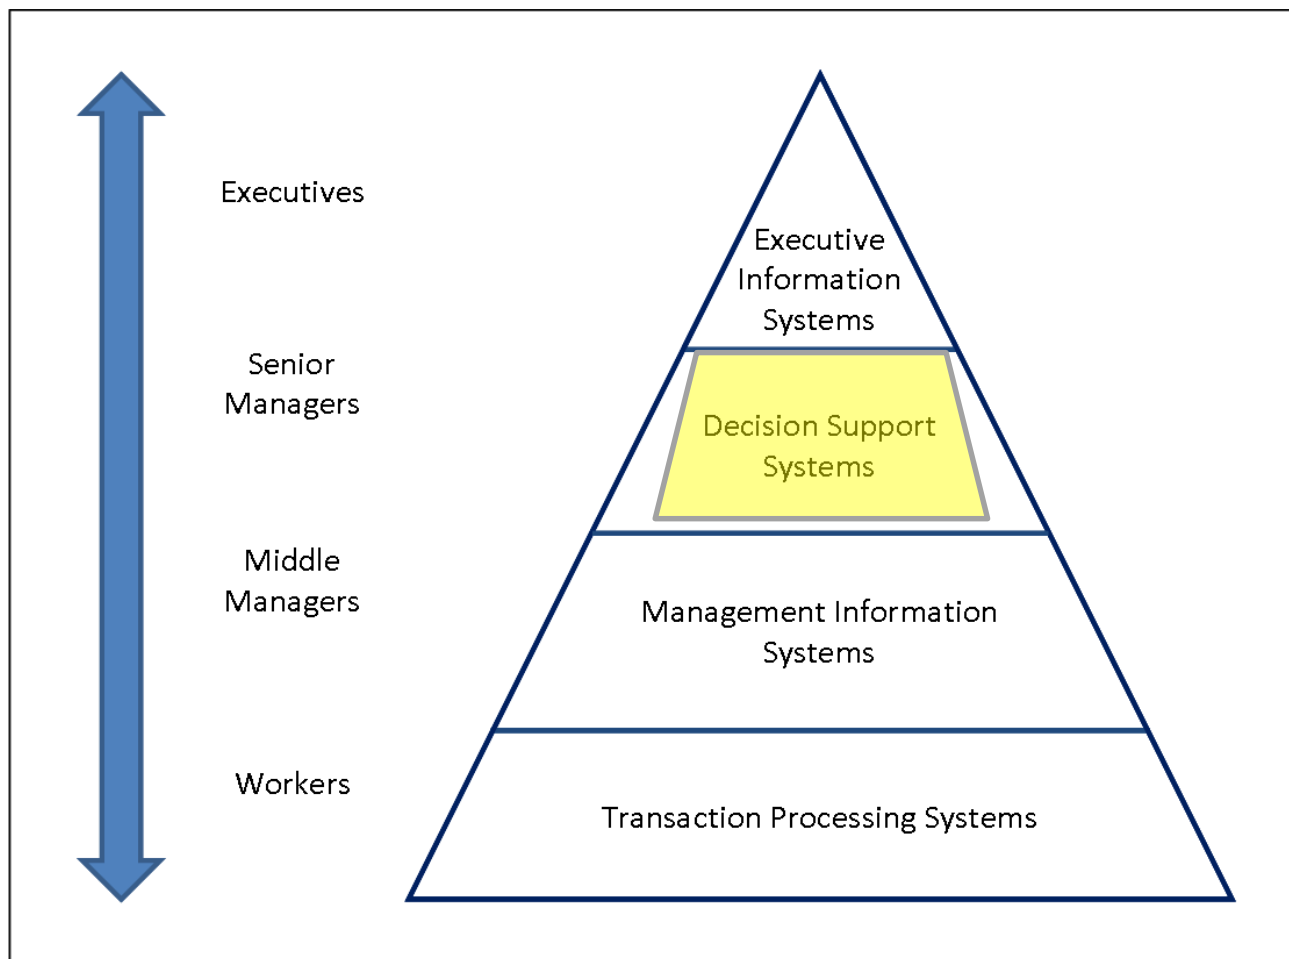 Executives
Executive
Information
Systems
Senior
Managers
Decision Support
Systems
Middle
Managers
Management Information
Systems
Workers
Transaction Processing Systems